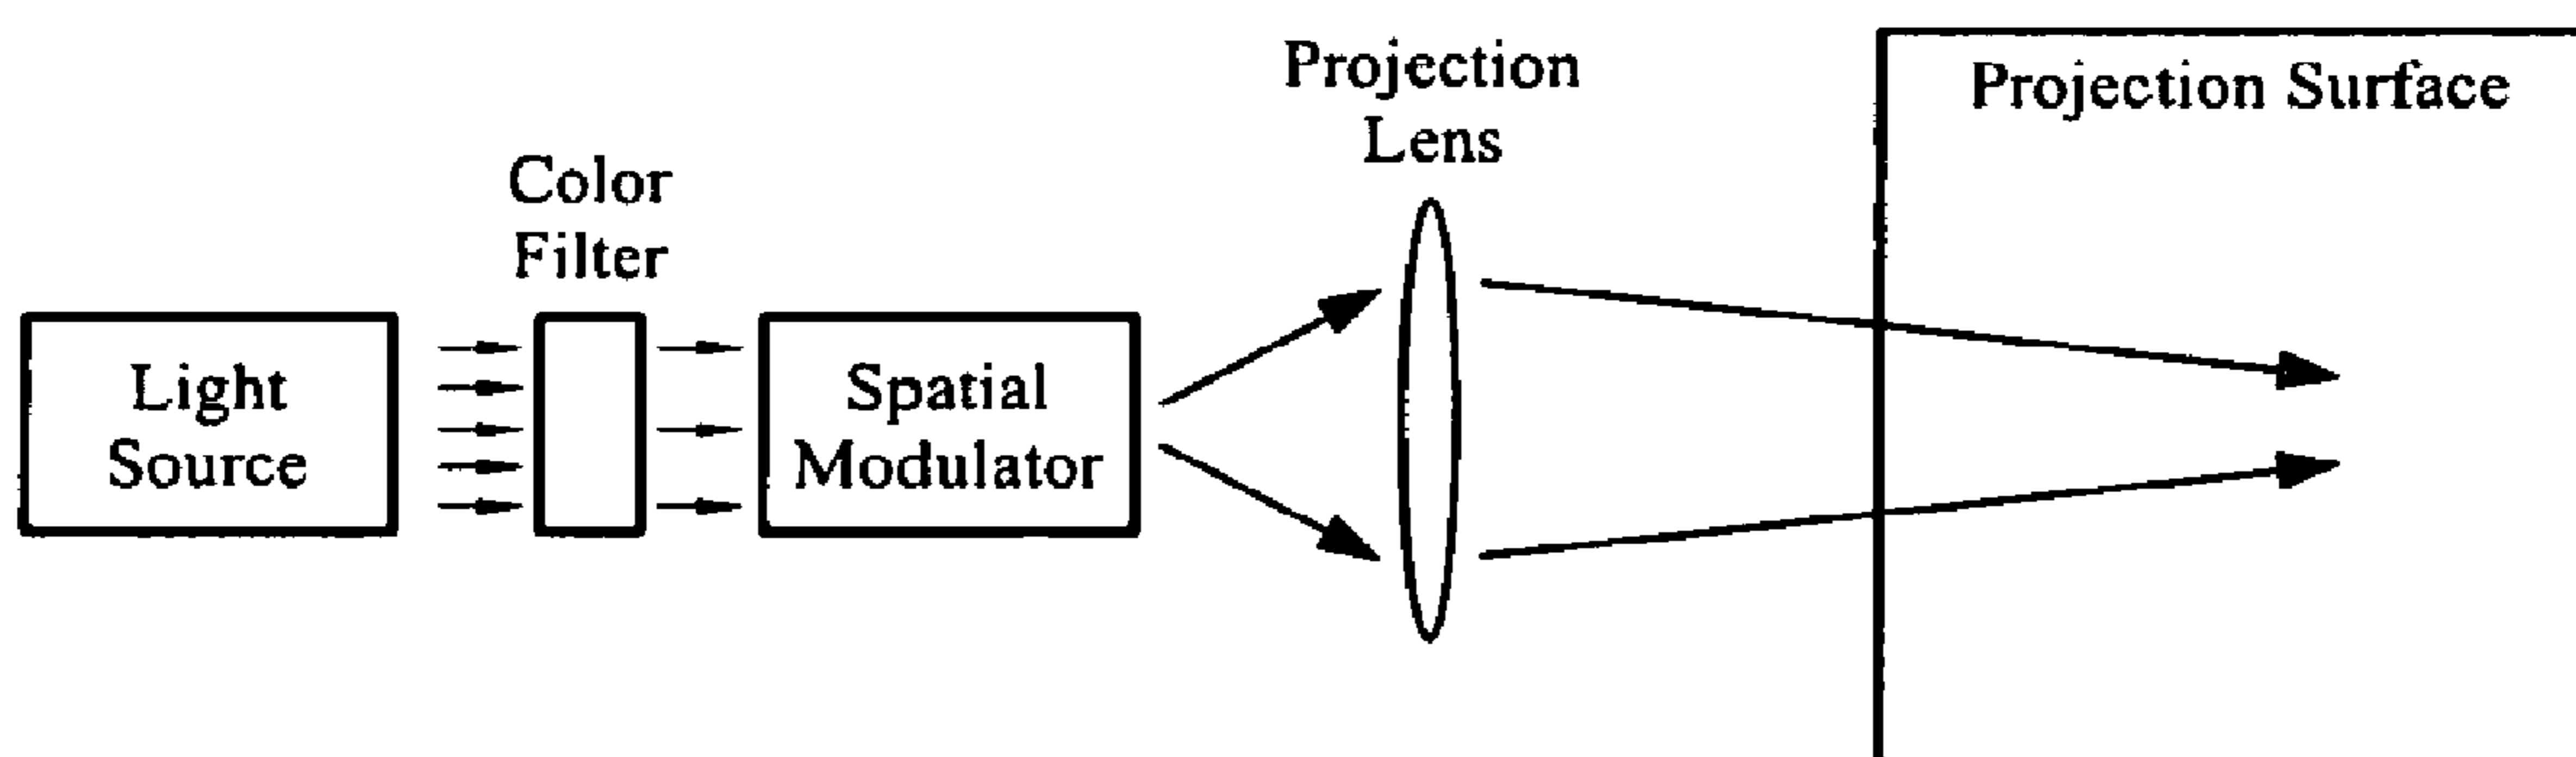 Light
Source
Color
Filter
Spatial
Modulator
Projection
Lens
Projection Surface